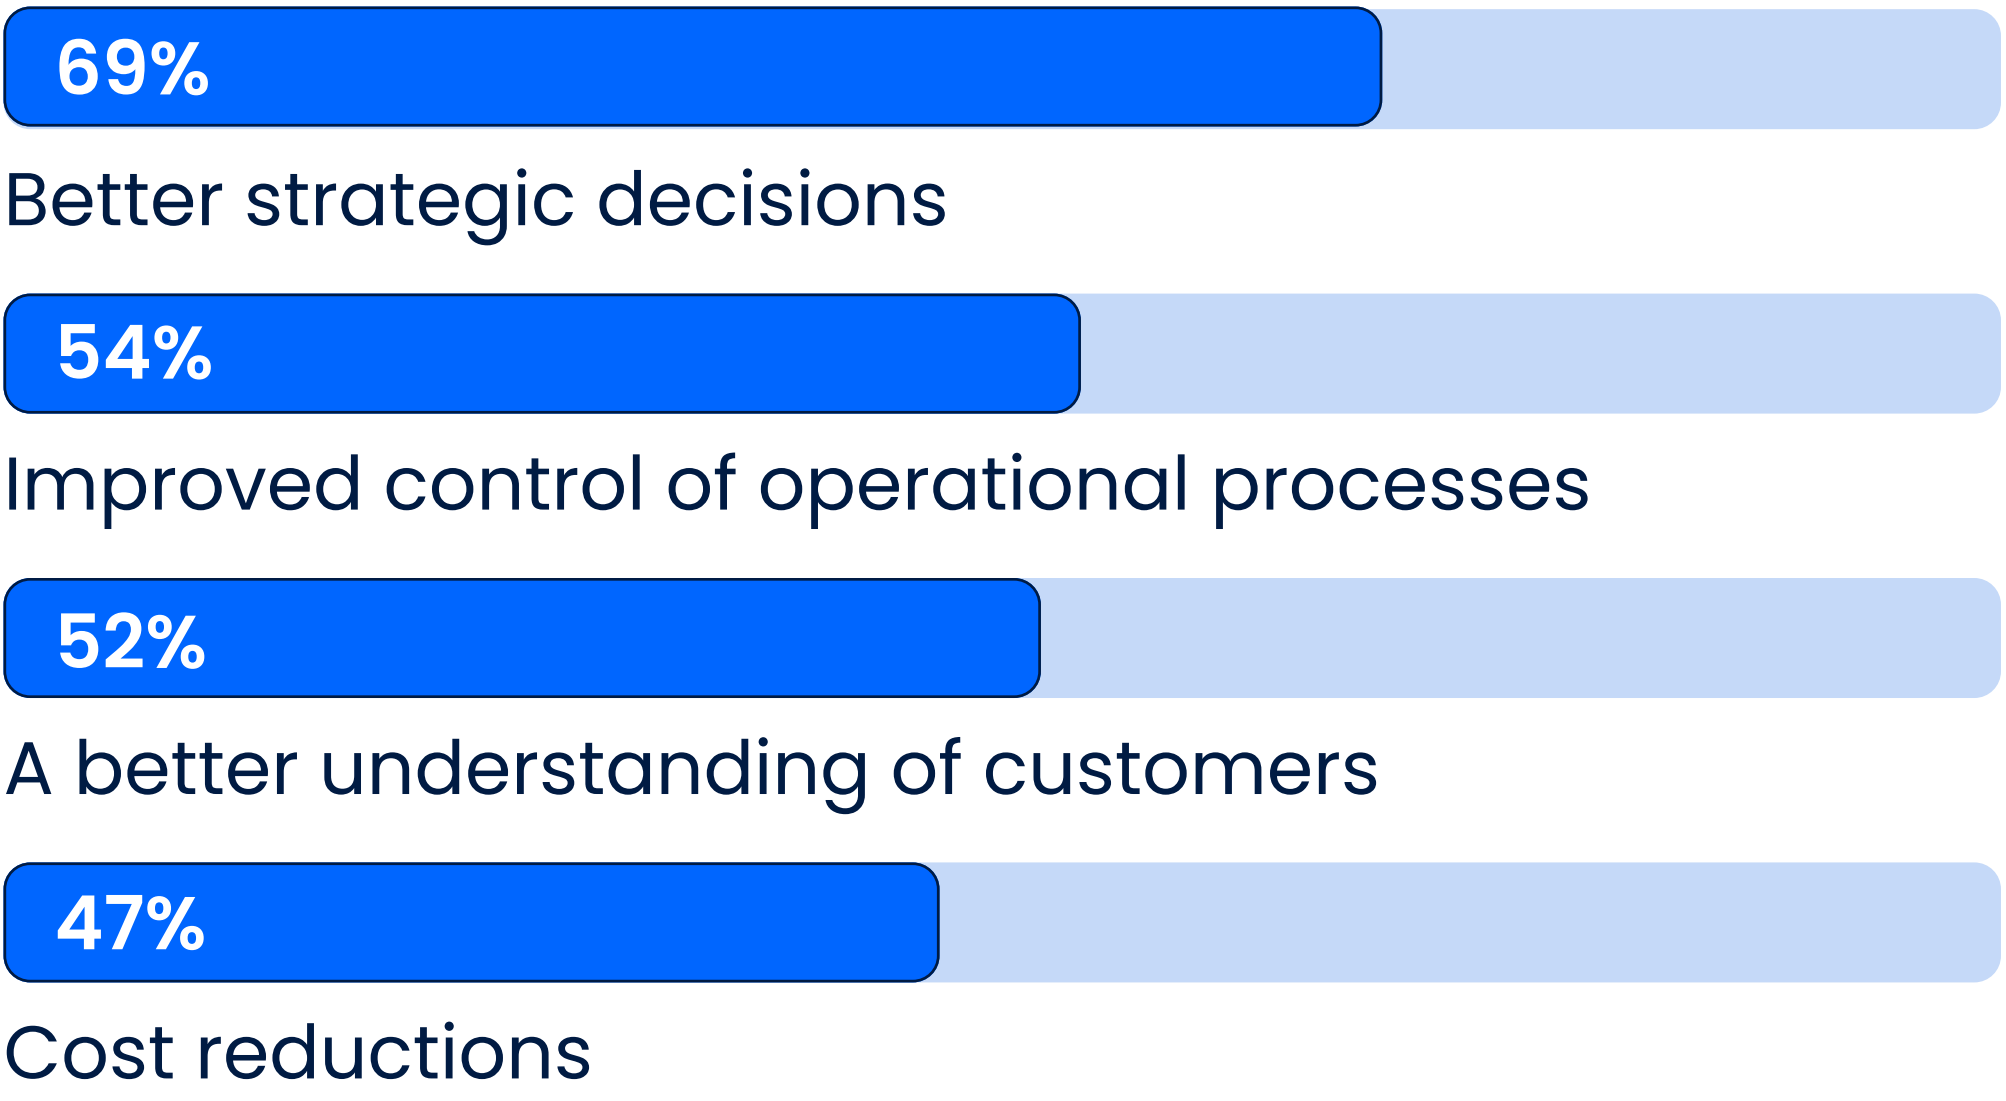 69%
Better strategic decisions
54%
Improved control of operational processes
52%
A better understanding of customers
47%
Cost reductions